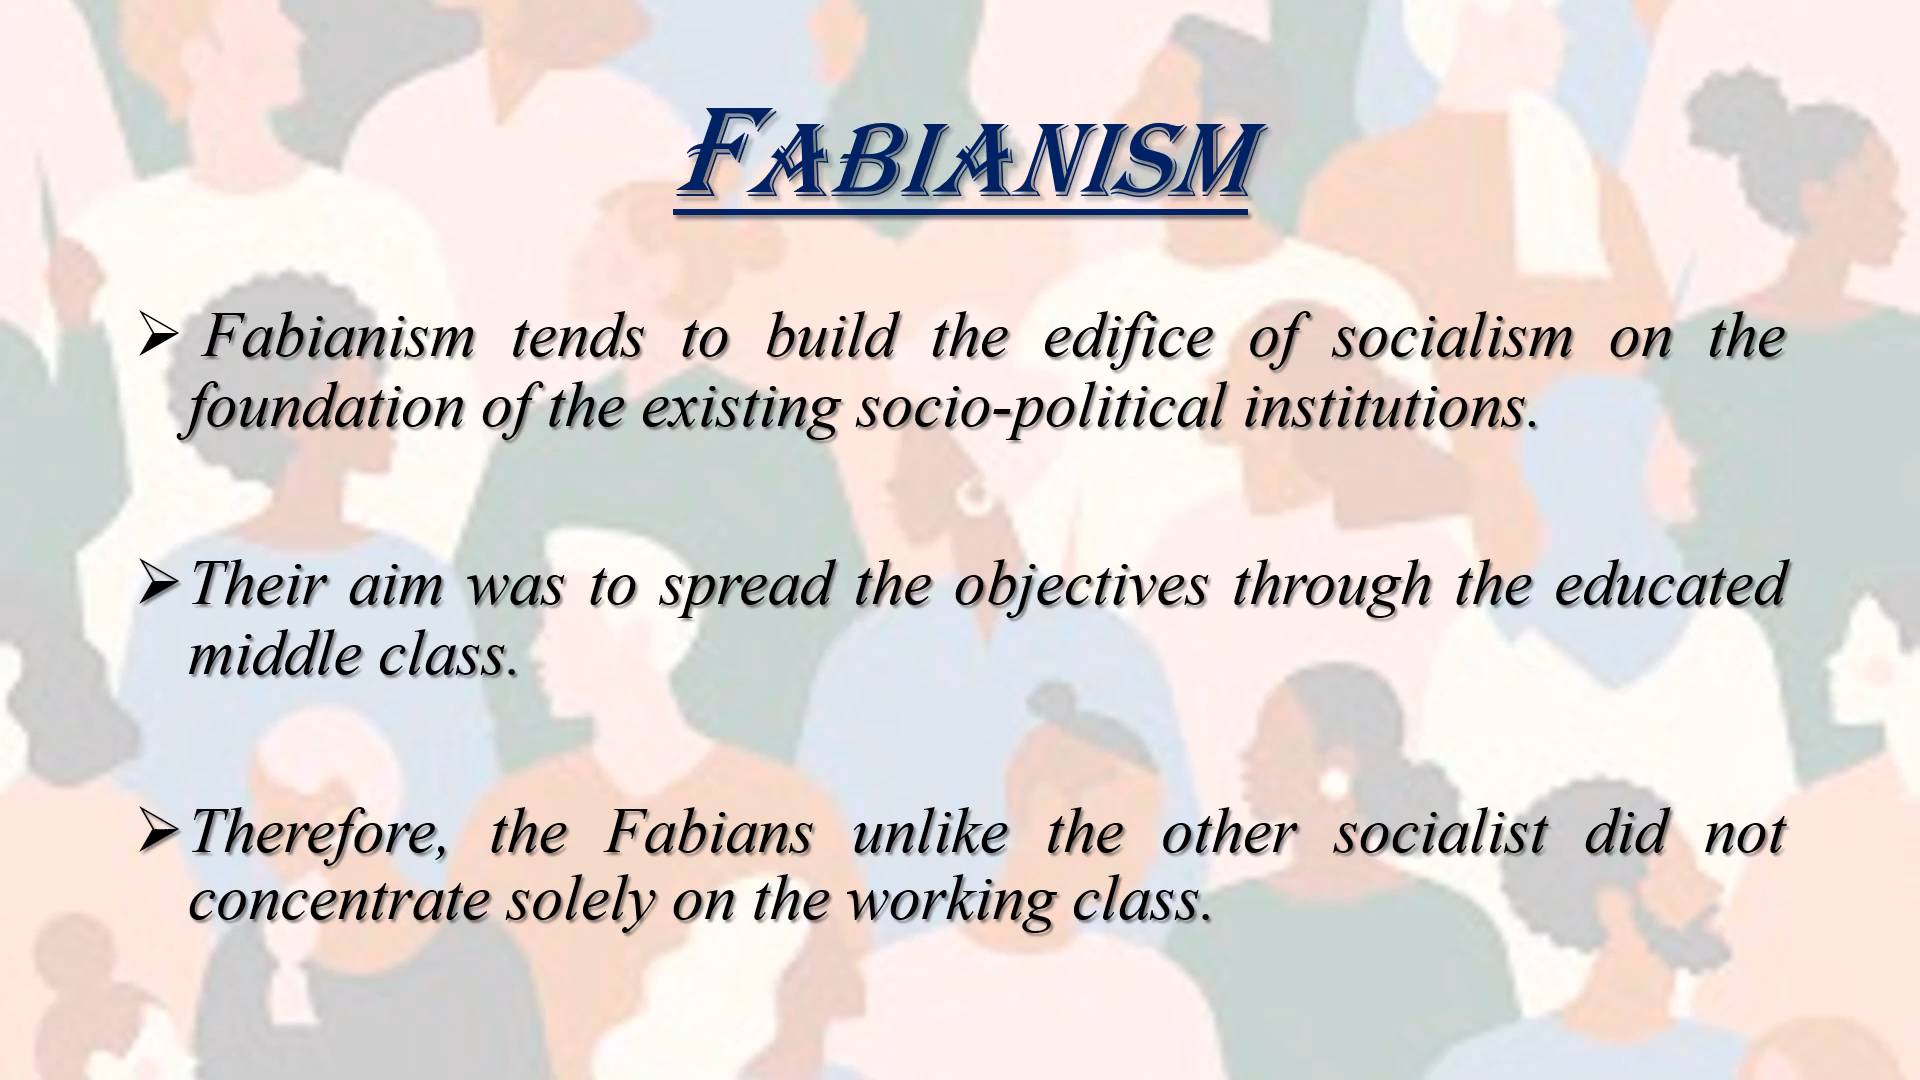 FABIANISM
➢ Fabianism tends to build the edifice of socialism on the
foundation of the existing socio-political institutions.
➢ Their aim was to spread the objectives through the educated
middle class.
➢ Therefore, the Fabians unlike the other socialist did not
concentrate solely on the working class.